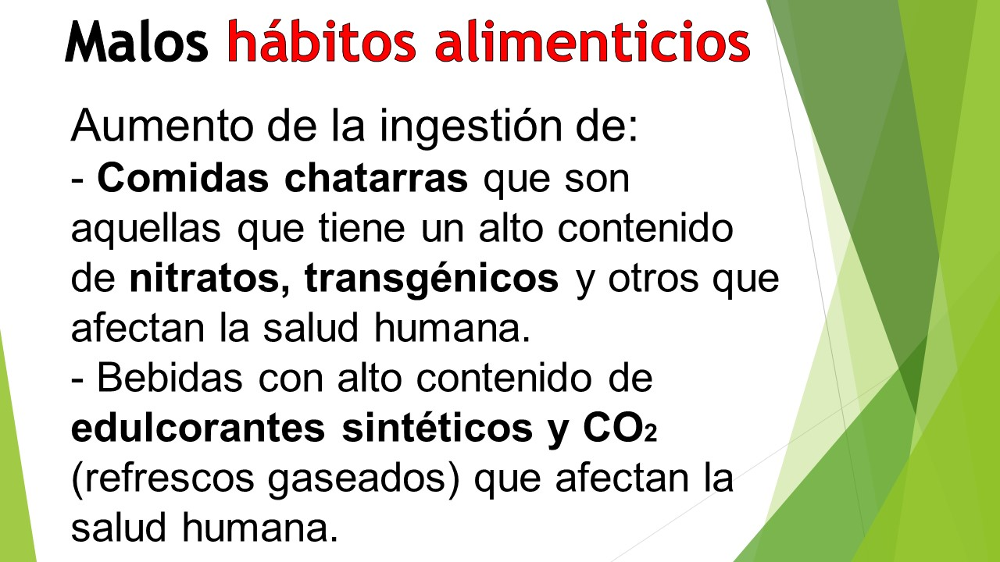 Malos hábitos alimenticios
Aumento de la ingestión de:
- Comidas chatarras que son
aquellas que tiene un alto contenido
de nitratos, transgénicos y otros que
afectan la salud humana.
- Bebidas con alto contenido de
edulcorantes sintéticos y CO₂
(refrescos gaseados) que afectan la
salud humana.